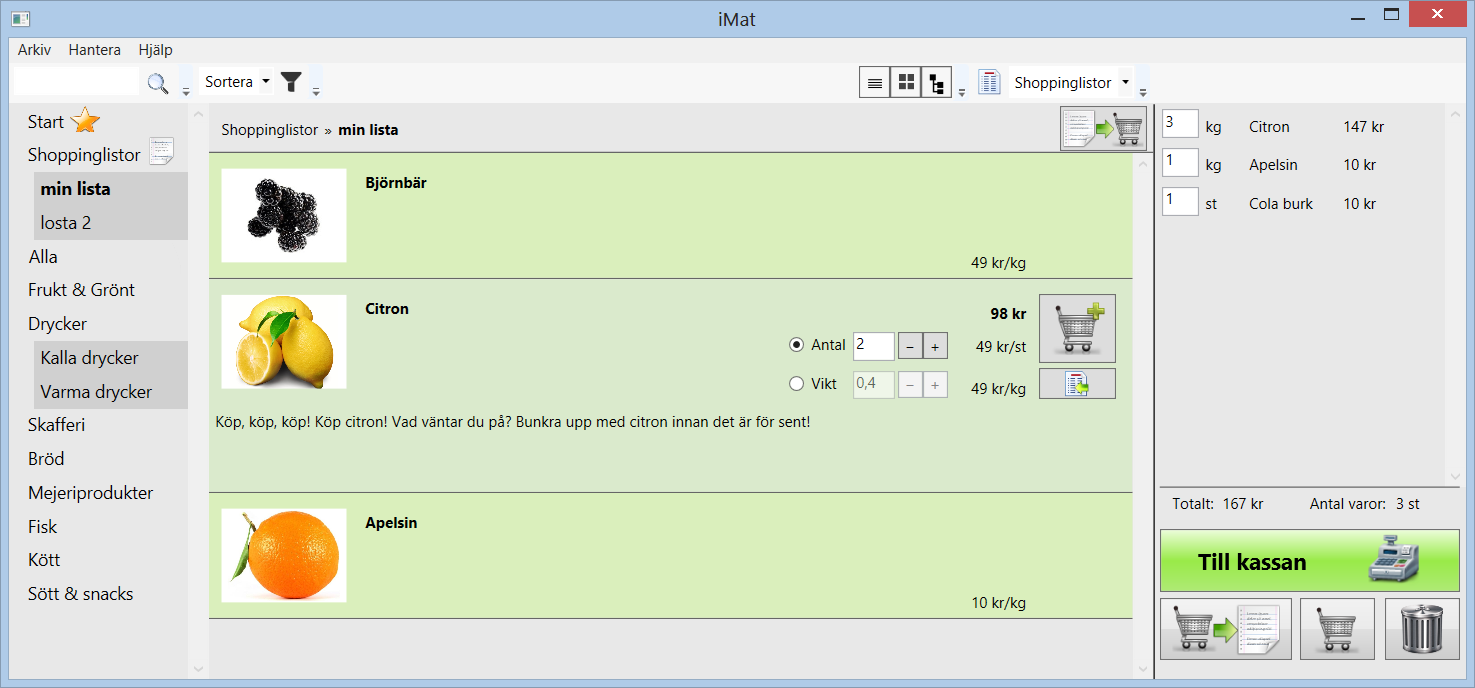 iMat
Arkiv Hantera Hjälp
Sortera Shoppinglistor
Start
Shoppinglistor
min lista
losta 2
Alla
Frukt & Grönt
Drycker
Kalla drycker
Varma drycker
Skafferi
Bröd
Mejeriprodukter
Fisk
Kött
Sött & snacks
Shoppinglistor » min lista
Björnbär
49 kr/kg
Citron
98 kr
Antal 2 − + 49 kr/st
Vikt 0,4 − + 49 kr/kg
Köp, köp, köp! Köp citron! Vad väntar du på? Bunkra upp med citron innan det är för sent!
Apelsin
10 kr/kg
3 kg Citron 147 kr
1 kg Apelsin 10 kr
1 st Cola burk 10 kr
Totalt: 167 kr Antal varor: 3 st
Till kassan